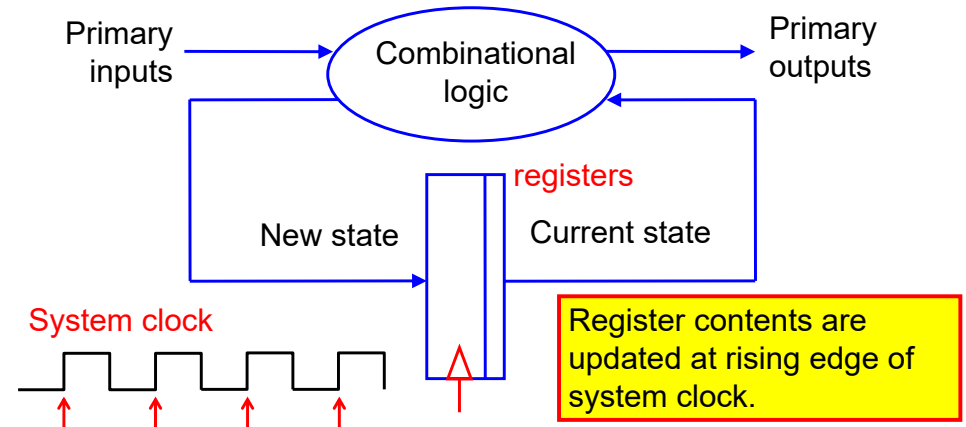 Primary
inputs
Combinational
logic
Primary
outputs
registers
New state
Current state
System clock
Register contents are
updated at rising edge of
system clock.